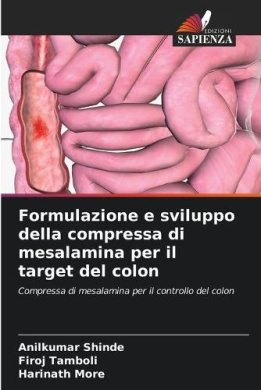 EDIZIONI
SAPIENZA
Formulazione e sviluppo
della compressa di
mesalamina per il
target del colon
Compressa di mesalamina per il controllo del colon
Anilkumar Shinde
Firoj Tamboli
Harinath More